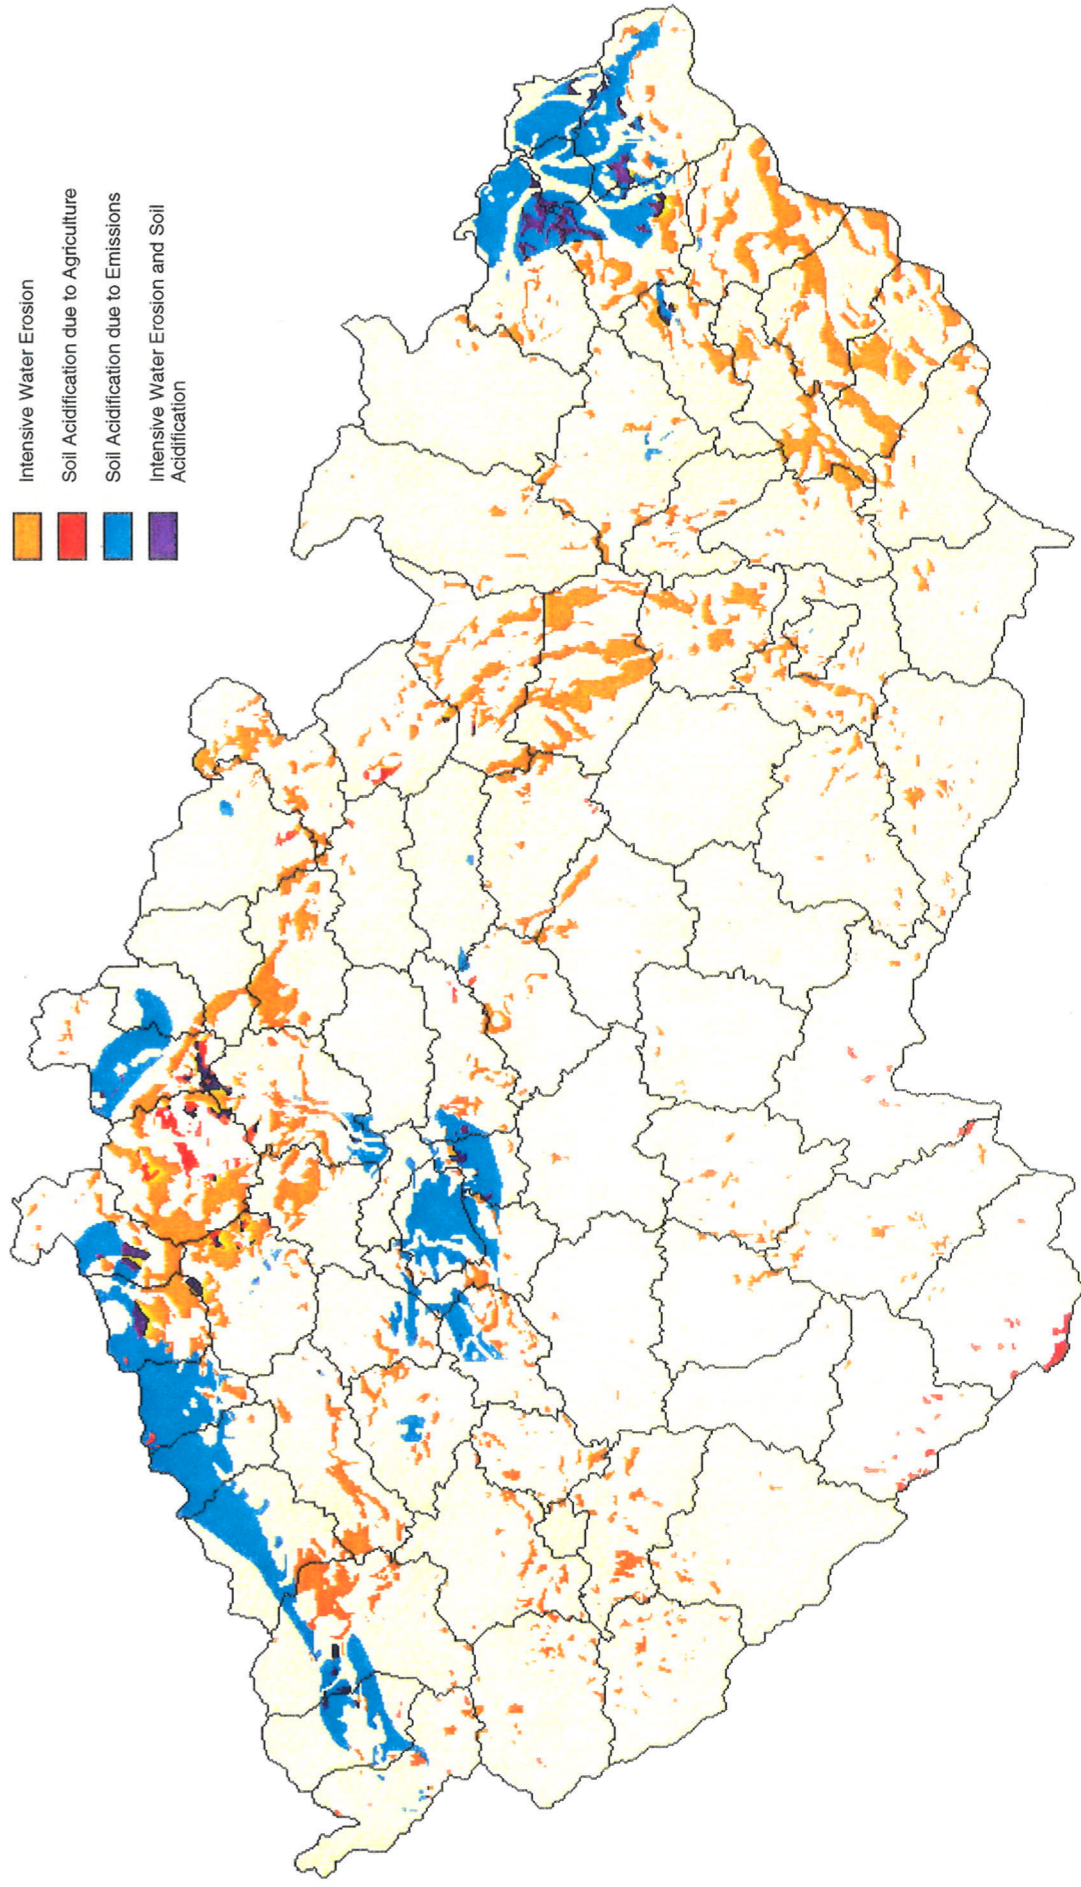 Intensive Water Erosion
Soil Acidification due to Agriculture
Soil Acidification due to Emissions
Intensive Water Erosion and Soil
Acidification